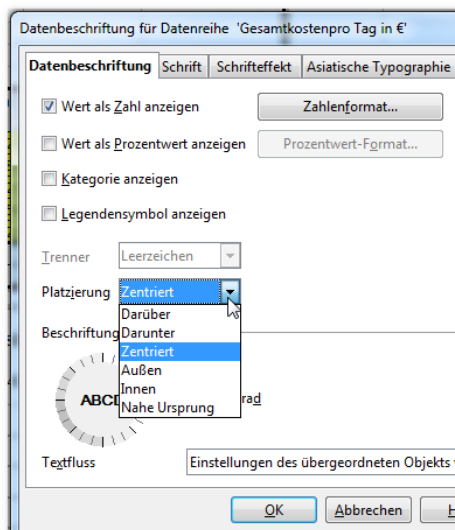 Datenbeschriftung für Datenreihe 'Gesamtkostenpro Tag in €'
Datenbeschriftung Schrift Schrifteffekt Asiatische Typographie
Wert als Zahl anzeigen Zahlenformat...
Wert als Prozentwert anzeigen Prozentwert-Format...
Kategorie anzeigen
Legendensymbol anzeigen
Trenner Leerzeichen
Platzierung Zentriert
Darüber
Beschriftung Darunter
Zentriert
Außen
ABCD Innen
Nahe Ursprung
Textfluss Einstellungen des übergeordneten Objekts
OK Abbrechen